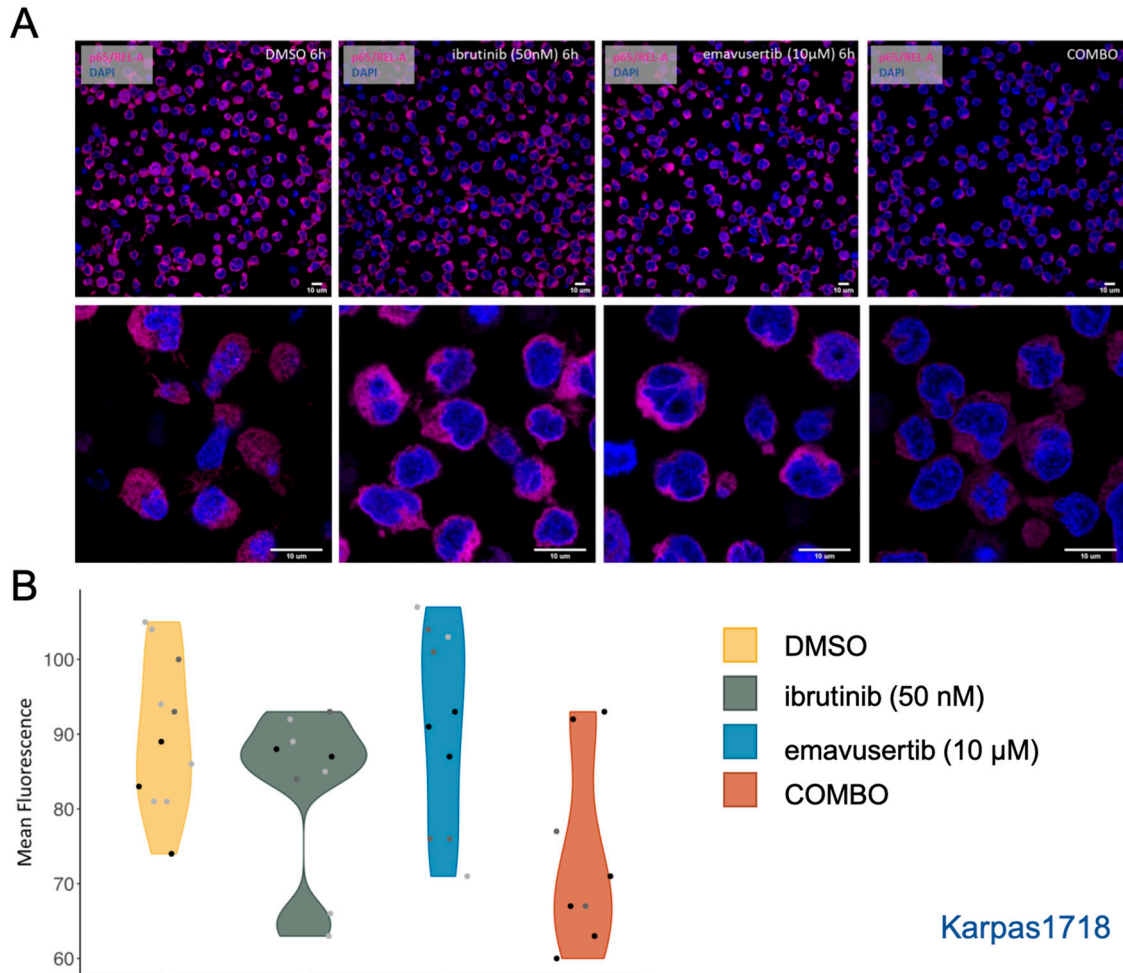 A
p65/REL-A
DAPI
DMSO 6h
p65/REL-A
DAPI
ibrutinib (50nM) 6h
p65/REL-A
DAPI
emavusertib (10µM) 6h
p65/REL-A
DAPI
COMBO
10 um
10 um
10 um
10 um
10 um
10 um
10 um
10 um
B
Mean Fluorescence
100
90
80
70
60
DMSO
ibrutinib (50 nM)
emavusertib (10 µM)
COMBO
Karpas1718